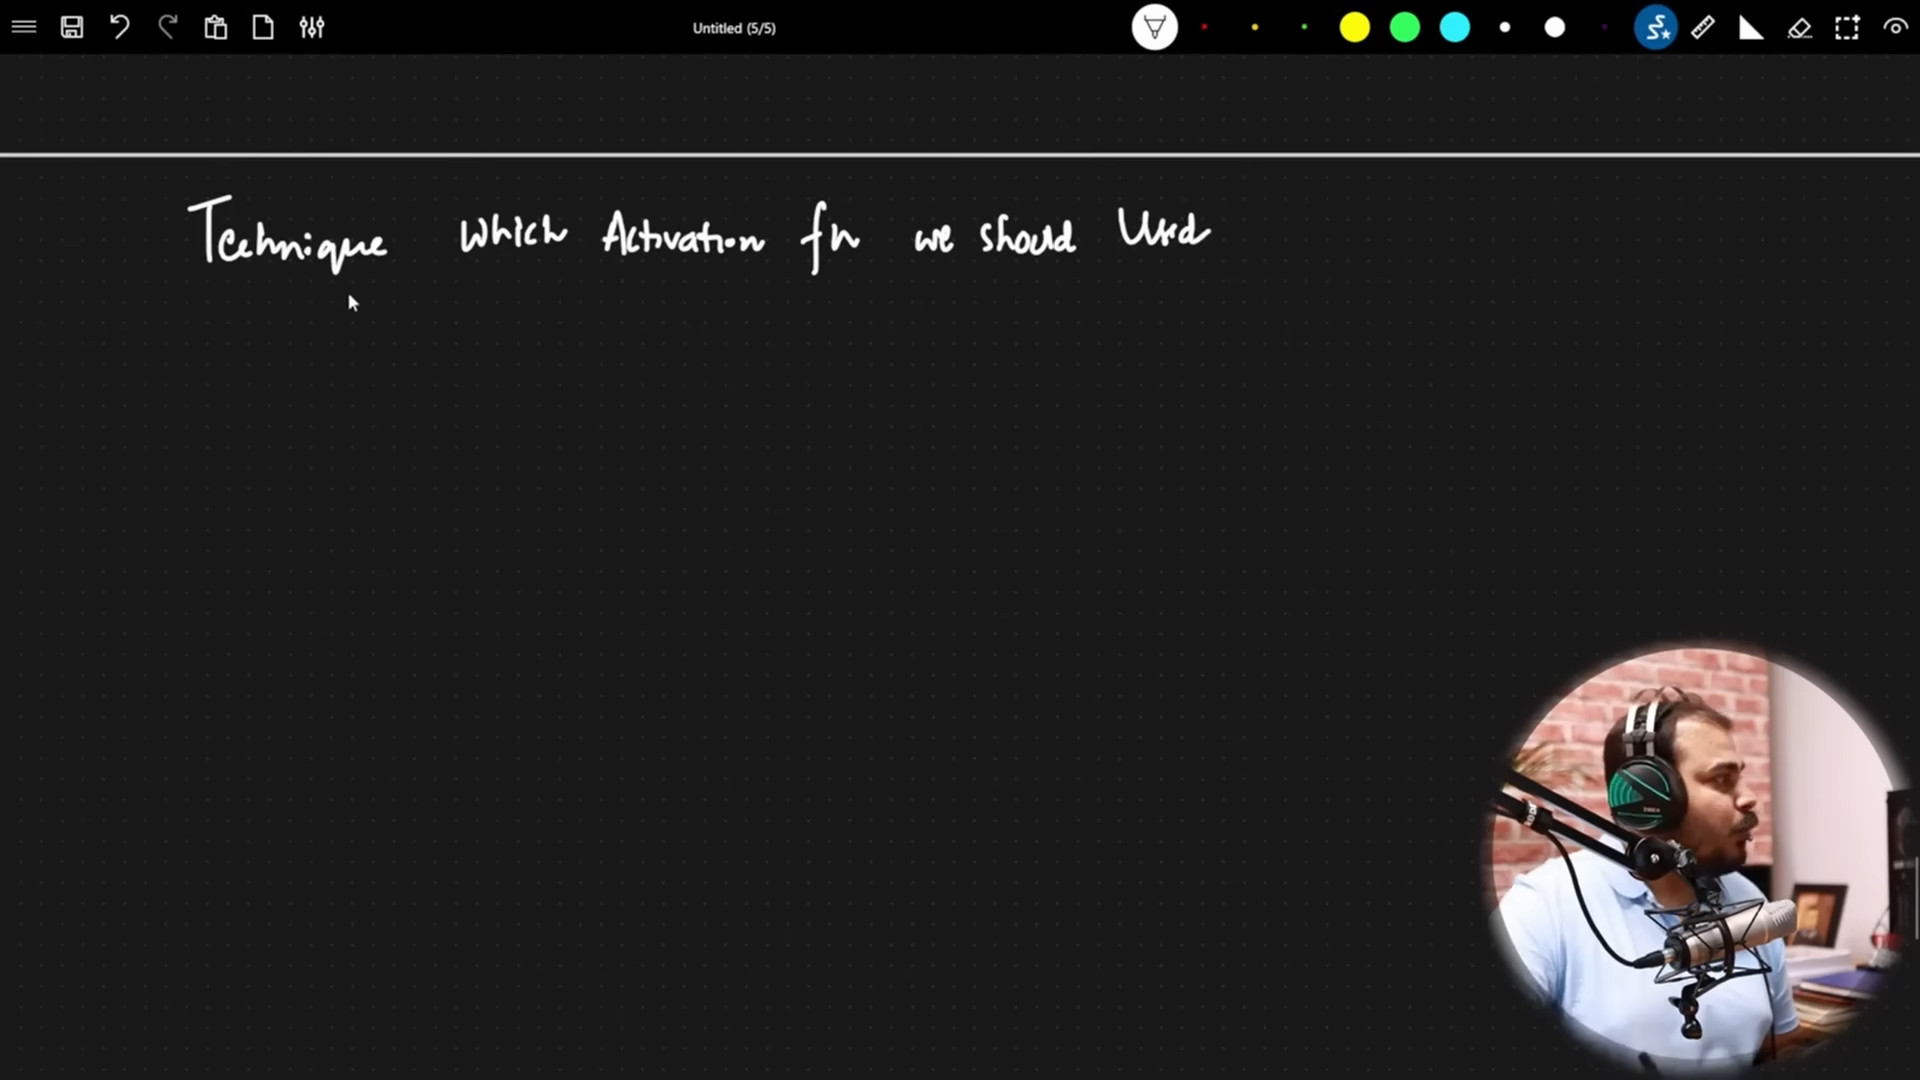 Untitled (5/5)
Technique which Activation fn we should Used